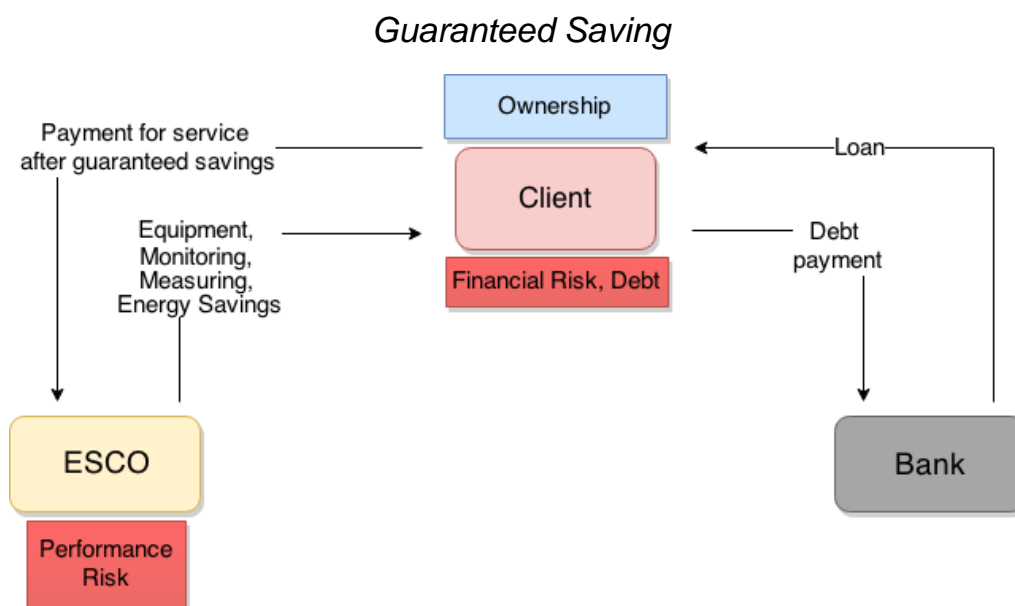 Guaranteed Saving
Ownership
Payment for service
after guaranteed savings
Loan
Client
Equipment,
Monitoring,
Measuring,
Energy Savings
Debt
payment
Financial Risk, Debt
ESCO
Bank
Performance
Risk